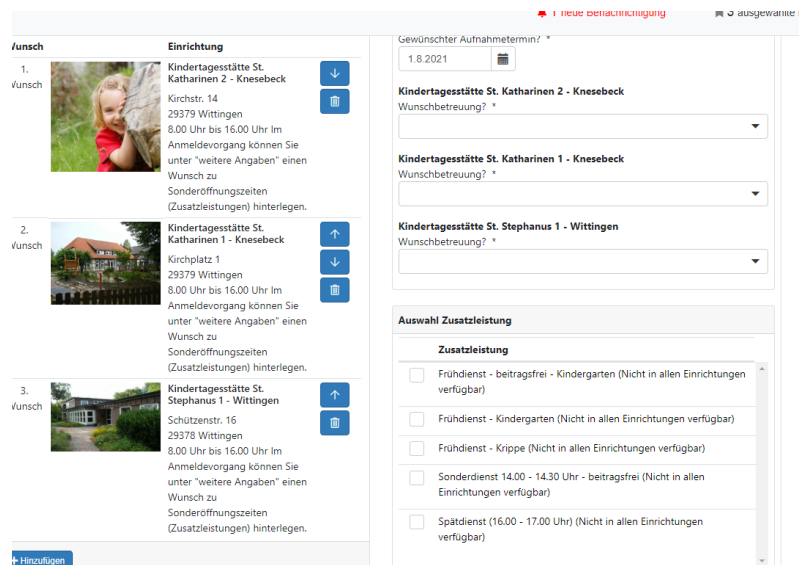 1 neue Benachrichtigung
3 ausgewählte
Wunsch Einrichtung
1. Wunsch
Kindertagesstätte St.
Katharinen 2 - Knesebeck
Kirchstr. 14
29379 Wittingen
8.00 Uhr bis 16.00 Uhr Im
Anmeldevorgang können Sie
unter "weitere Angaben" einen
Wunsch zu
Sonderöffnungszeiten
(Zusatzleistungen) hinterlegen.
2. Wunsch
Kindertagesstätte St.
Katharinen 1 - Knesebeck
Kirchplatz 1
29379 Wittingen
8.00 Uhr bis 16.00 Uhr Im
Anmeldevorgang können Sie
unter "weitere Angaben" einen
Wunsch zu
Sonderöffnungszeiten
(Zusatzleistungen) hinterlegen.
3. Wunsch
Kindertagesstätte St.
Stephanus 1 - Wittingen
Schützenstr. 16
29378 Wittingen
8.00 Uhr bis 16.00 Uhr Im
Anmeldevorgang können Sie
unter "weitere Angaben" einen
Wunsch zu
Sonderöffnungszeiten
(Zusatzleistungen) hinterlegen.
+ Hinzufügen
Gewünschter Aufnahmetermin? *
1.8.2021
Kindertagesstätte St. Katharinen 2 - Knesebeck
Wunschbetreuung? *
Kindertagesstätte St. Katharinen 1 - Knesebeck
Wunschbetreuung? *
Kindertagesstätte St. Stephanus 1 - Wittingen
Wunschbetreuung? *
Auswahl Zusatzleistung
Zusatzleistung
Frühdienst - beitragsfrei - Kindergarten (Nicht in allen Einrichtungen
verfügbar)
Frühdienst - Kindergarten (Nicht in allen Einrichtungen verfügbar)
Frühdienst - Krippe (Nicht in allen Einrichtungen verfügbar)
Sonderdienst 14.00 - 14.30 Uhr - beitragsfrei (Nicht in allen
Einrichtungen verfügbar)
Spätdienst (16.00 - 17.00 Uhr) (Nicht in allen Einrichtungen
verfügbar)